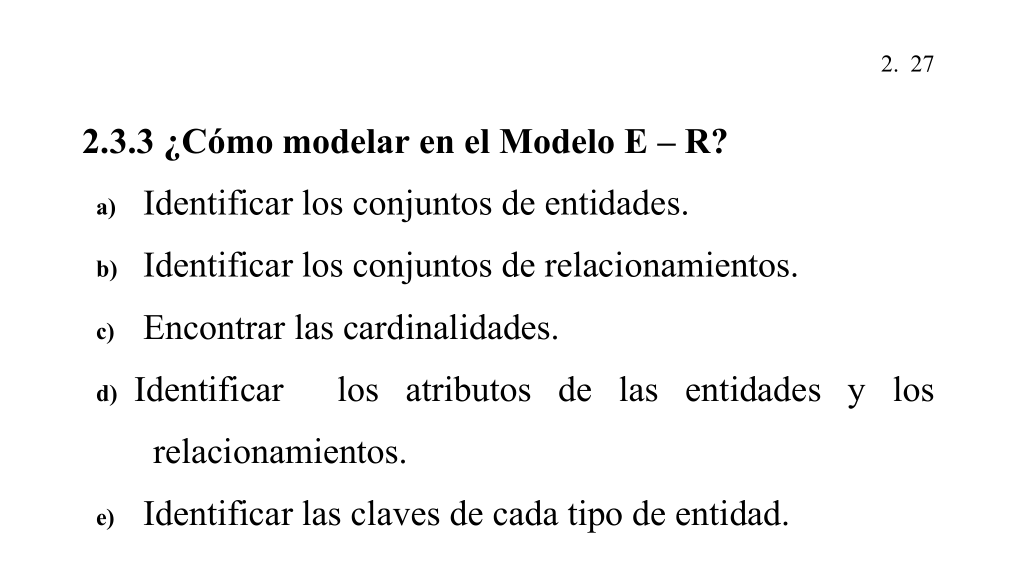 2. 27
2.3.3 ¿Cómo modelar en el Modelo E – R?
a) Identificar los conjuntos de entidades.
b) Identificar los conjuntos de relacionamientos.
c) Encontrar las cardinalidades.
d) Identificar los atributos de las entidades y los
relacionamientos.
e) Identificar las claves de cada tipo de entidad.